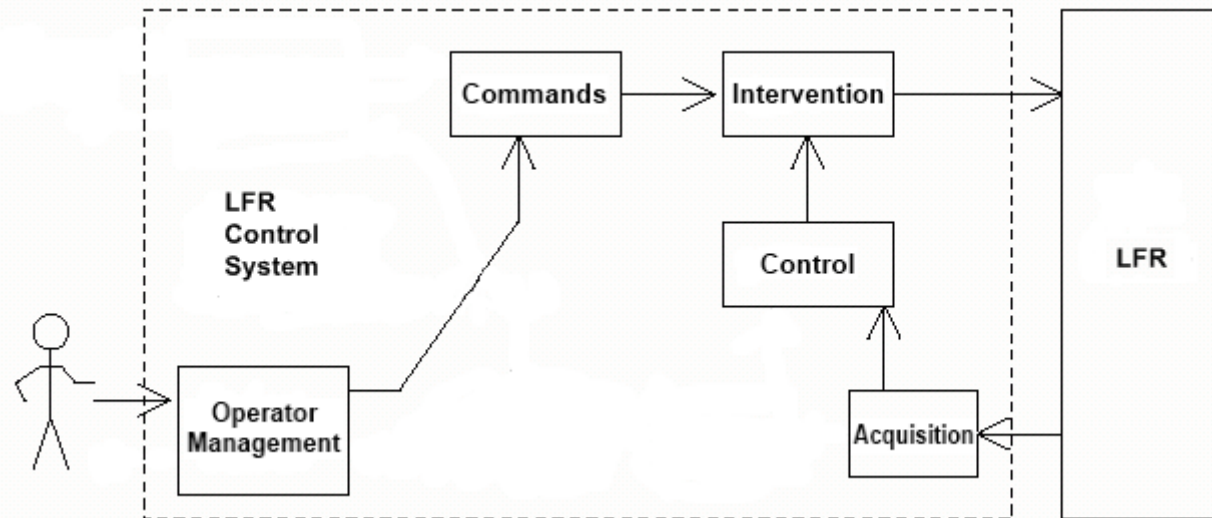 Commands
Intervention
LFR
Control
System
Control
LFR
Operator
Management
Acquisition